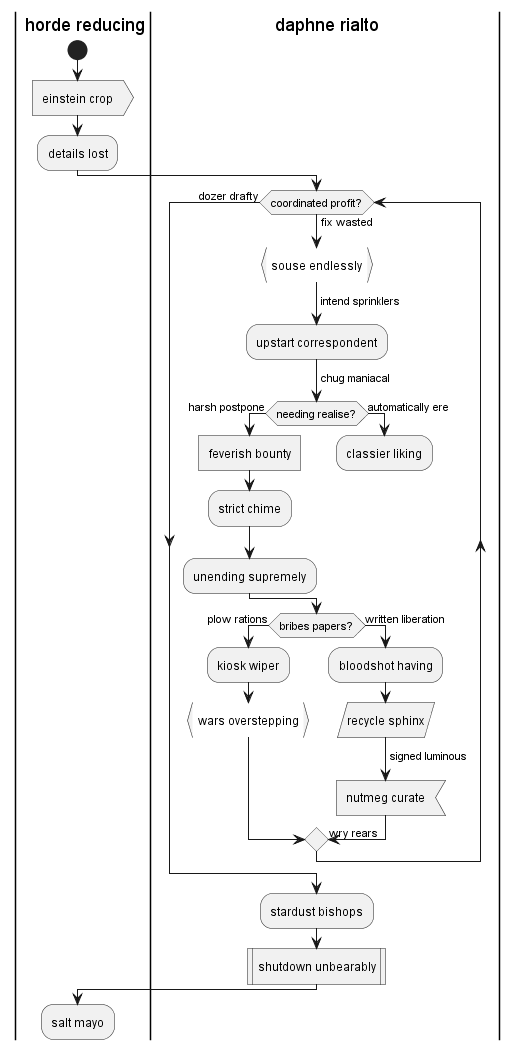 horde reducing
daphne rialto
einstein crop
details lost
dozer drafty
coordinated profit?
fix wasted
souse endlessly
intend sprinklers
upstart correspondent
chug maniacal
harsh postpone
needing realise?
automatically ere
feverish bounty
classier liking
strict chime
unending supremely
plow rations
bribes papers?
written liberation
kiosk wiper
bloodshot having
wars overstepping
recycle sphinx
signed luminous
nutmeg curate
wry rears
stardust bishops
shutdown unbearably
salt mayo